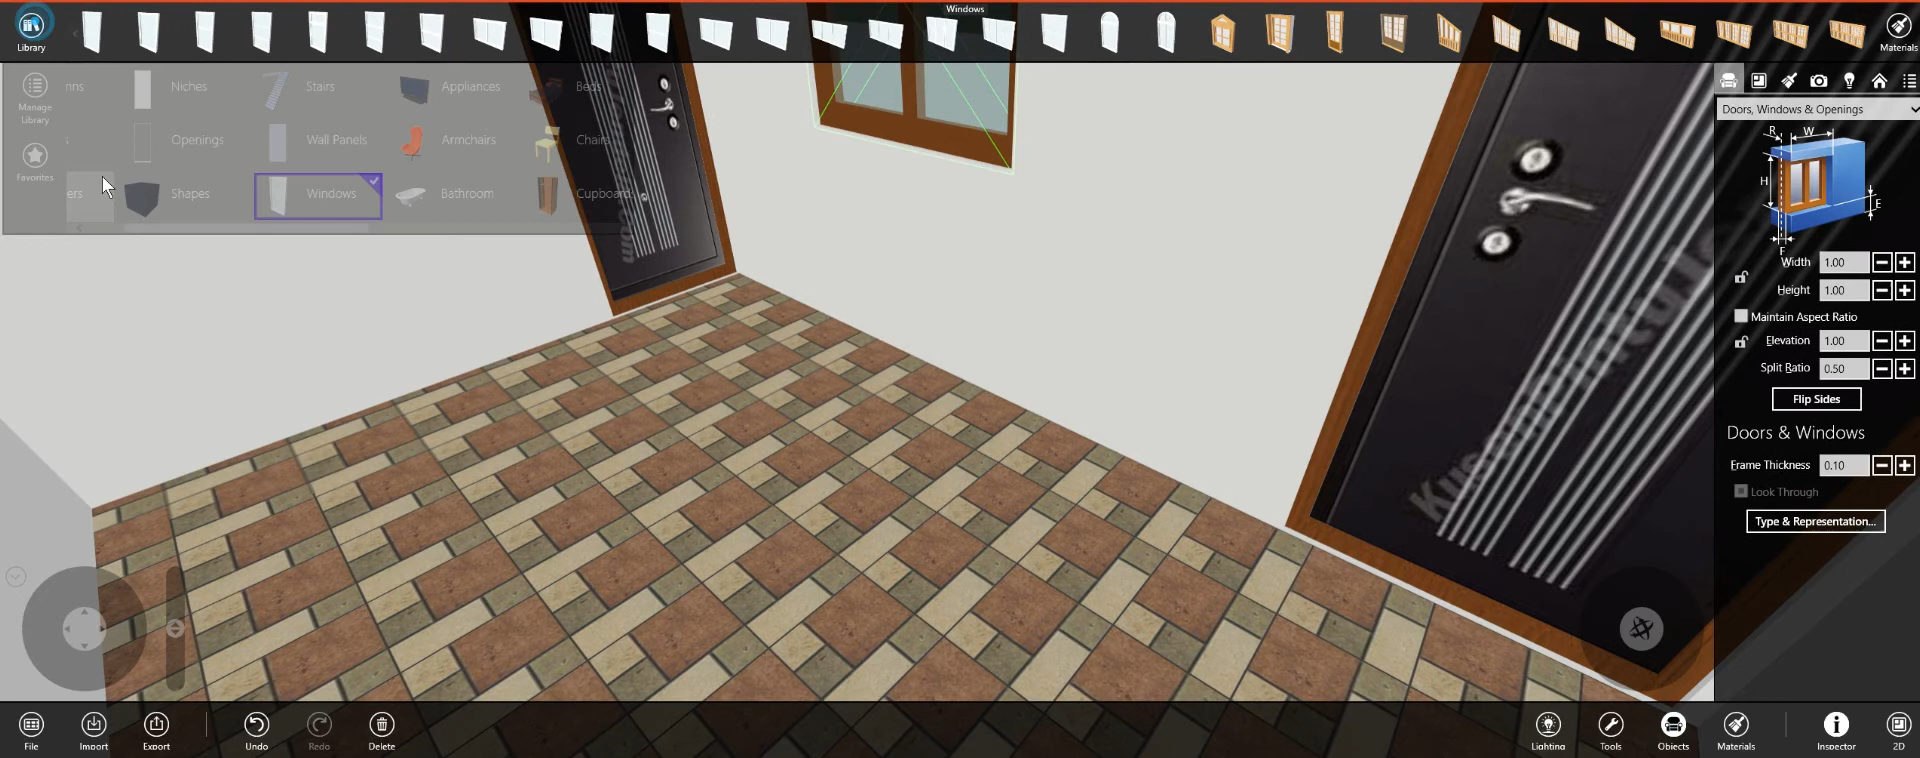 Windows
Library
Materials
Manage
Library
Favorites
nns
Niches
Stairs
Appliances
Beds
Openings
Wall Panels
Armchairs
Chairs
ers
Shapes
Windows
Bathroom
Cupboards
Doors, Windows & Openings
R
W
H
E
F
Width 1.00
Height 1.00
Maintain Aspect Ratio
Elevation 1.00
Split Ratio 0.50
Flip Sides
Doors & Windows
Frame Thickness 0.10
Look Through
Type & Representation...
File
Import
Export
Undo
Redo
Delete
Lighting
Tools
Objects
Materials
Inspector
2D